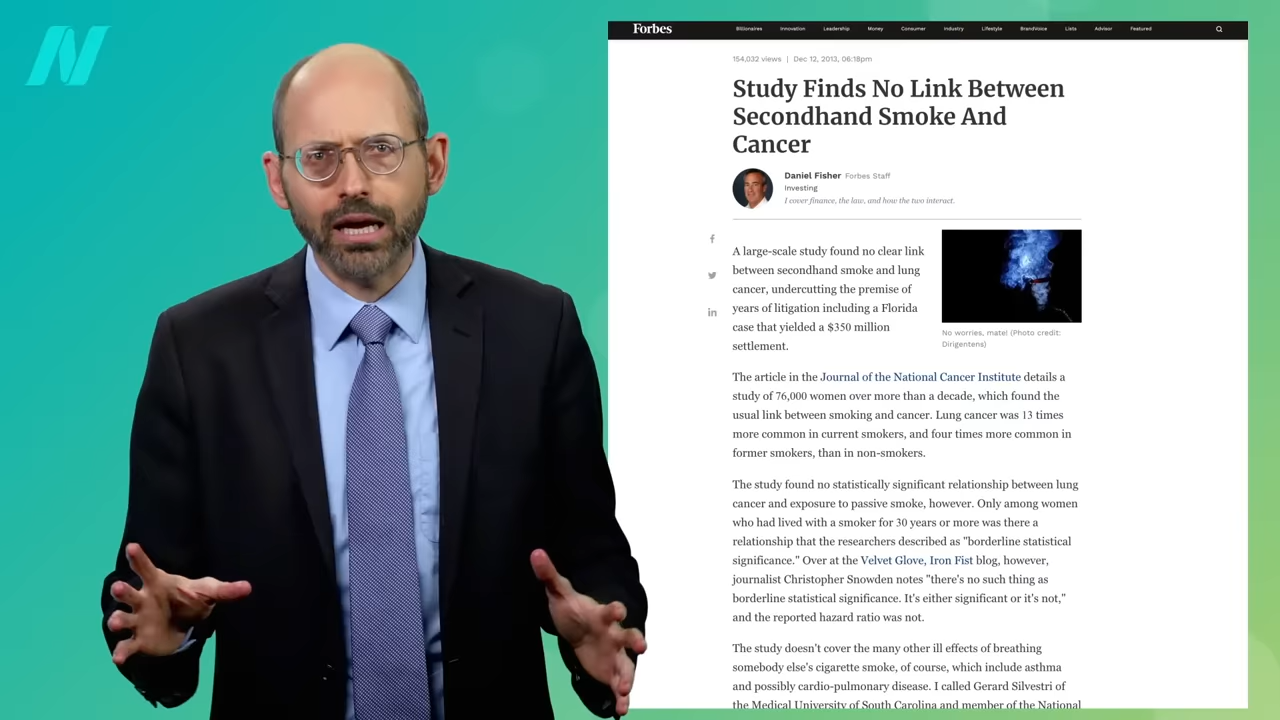 Forbes
Billionaires Innovation Leadership Money Consumer Industry Lifestyle BrandVoice Lists Advisor Featured
154,032 views | Dec 12, 2013, 06:18pm
Study Finds No Link Between
Secondhand Smoke And
Cancer
Daniel Fisher Forbes Staff
Investing
I cover finance, the law, and how the two interact.
A large-scale study found no clear link
between secondhand smoke and lung
cancer, undercutting the premise of
years of litigation including a Florida
case that yielded a $350 million
settlement.
No worries, mate! (Photo credit:
Dirigentens)
The article in the Journal of the National Cancer Institute details a
study of 76,000 women over more than a decade, which found the
usual link between smoking and cancer. Lung cancer was 13 times
more common in current smokers, and four times more common in
former smokers, than in non-smokers.
The study found no statistically significant relationship between lung
cancer and exposure to passive smoke, however. Only among women
who had lived with a smoker for 30 years or more was there a
relationship that the researchers described as "borderline statistical
significance." Over at the Velvet Glove, Iron Fist blog, however,
journalist Christopher Snowden notes "there's no such thing as
borderline statistical significance. It's either significant or it's not,"
and the reported hazard ratio was not.
The study doesn't cover the many other ill effects of breathing
somebody else's cigarette smoke, of course, which include asthma
and possibly cardio-pulmonary disease. I called Gerard Silvestri of
the Medical University of South Carolina and member of the National